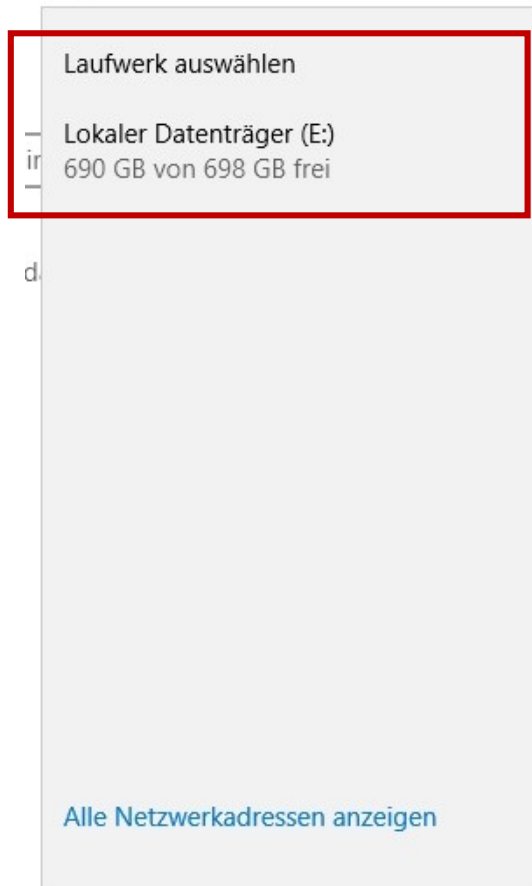 Laufwerk auswählen
Lokaler Datenträger (E:)
690 GB von 698 GB frei
Alle Netzwerkadressen anzeigen